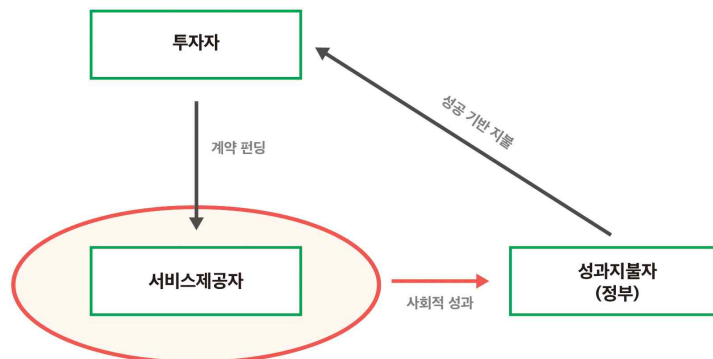 투자자
성공 기반 지불
계약 펀딩
서비스제공자
성과지불자
(정부)
사회적 성과